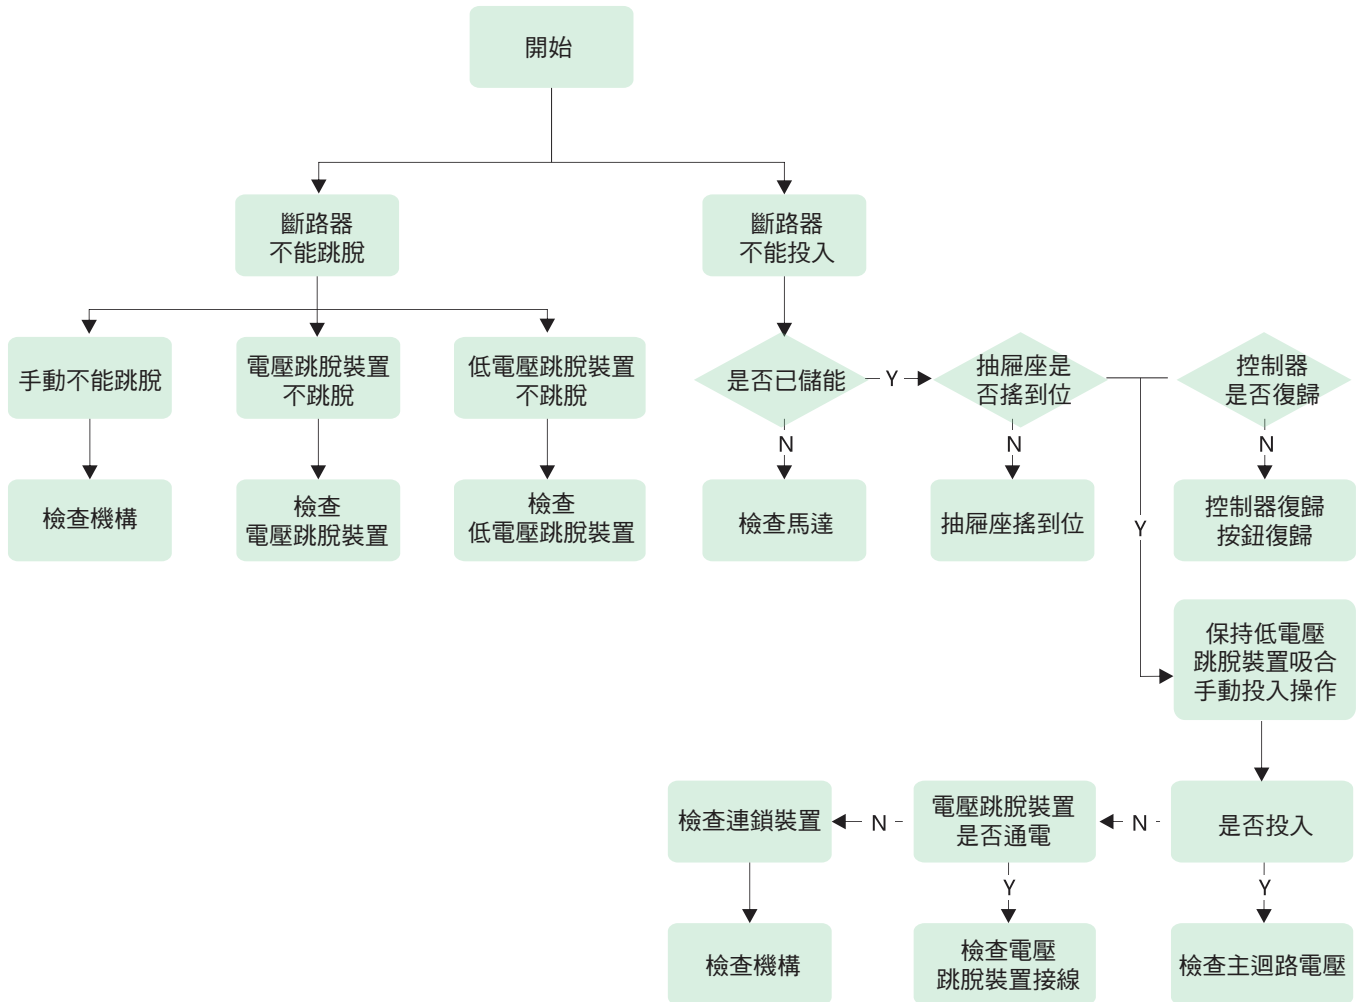 開始
斷路器
不能跳脫
斷路器
不能投入
手動不能跳脫
電壓跳脫裝置
不跳脫
低電壓跳脫裝置
不跳脫
是否已儲能
Y
抽屜座是
否搖到位
控制器
是否復歸
N
N
N
檢查機構
檢查
電壓跳脫裝置
檢查
低電壓跳脫裝置
檢查馬達
抽屜座搖到位
Y
控制器復歸
按鈕復歸
保持低電壓
跳脫裝置吸合
手動投入操作
檢查連鎖裝置
N
電壓跳脫裝置
是否通電
N
是否投入
Y
Y
檢查機構
檢查電壓
跳脫裝置接線
檢查主迴路電壓